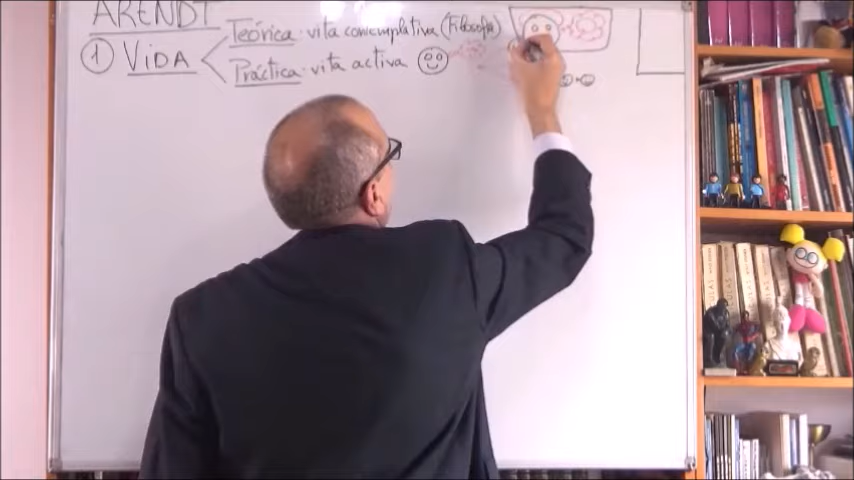 ARENDT
Teórica: vita contemplativa (Filosofía)
① VIDA
Práctica: vita activa